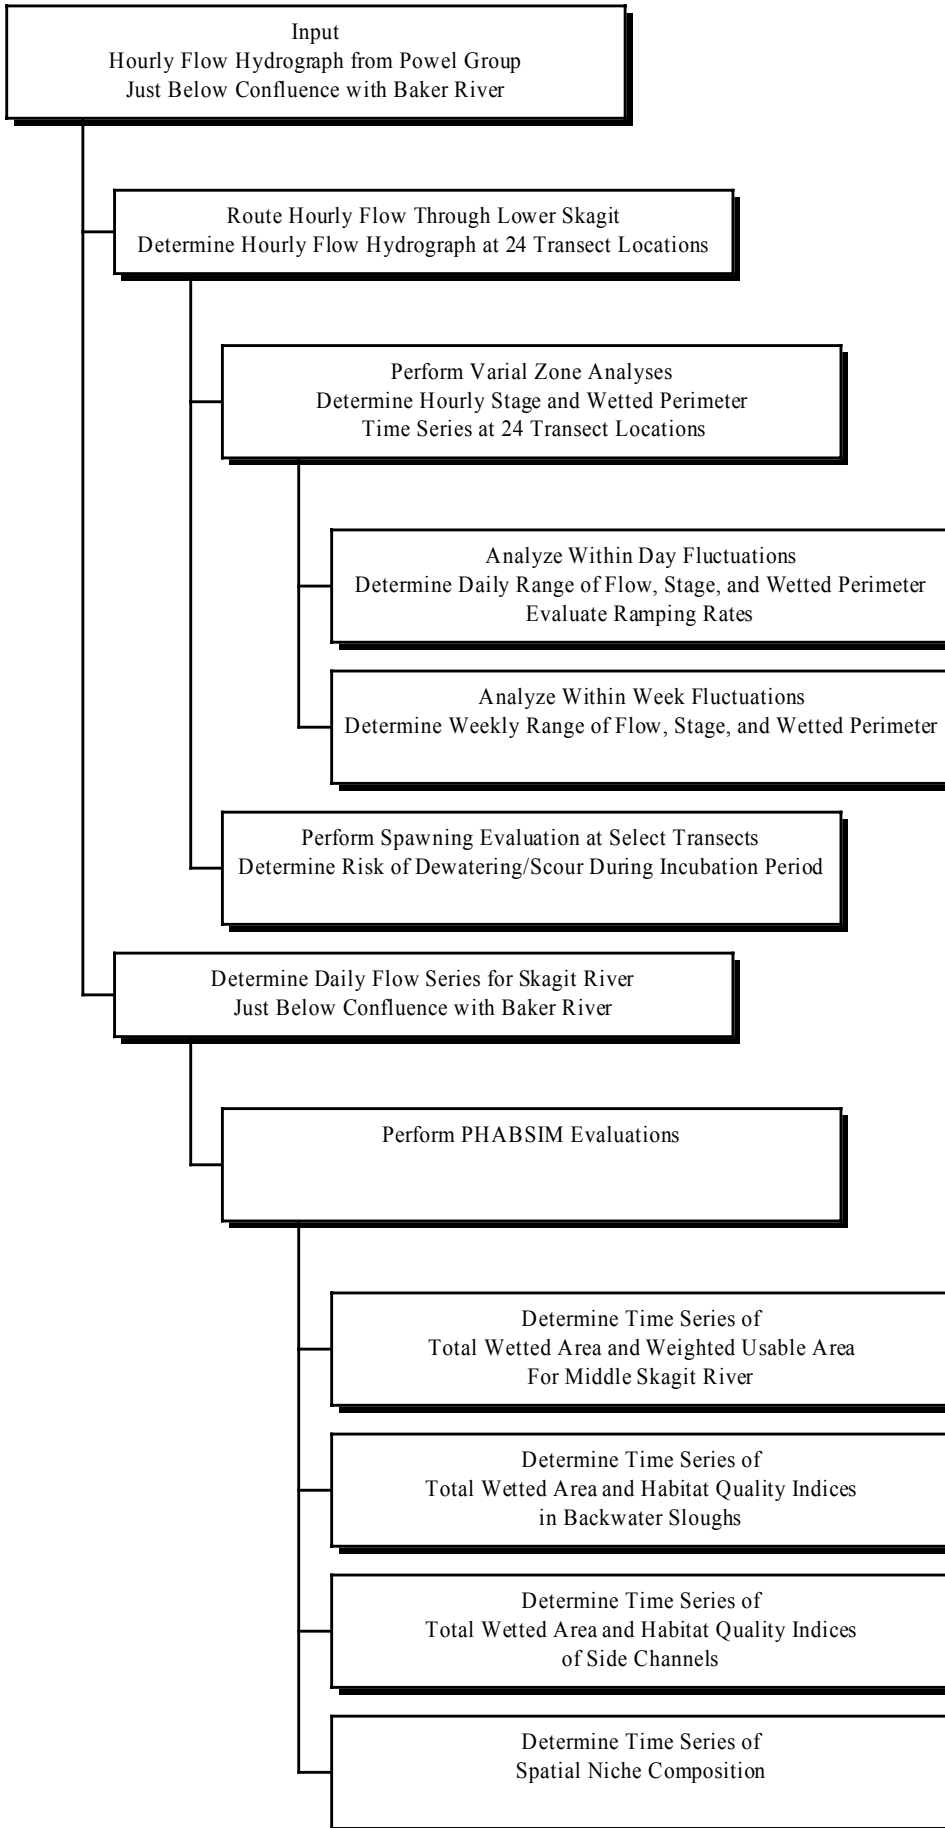 Input
Hourly Flow Hydrograph from Powel Group
Just Below Confluence with Baker River
Route Hourly Flow Through Lower Skagit
Determine Hourly Flow Hydrograph at 24 Transect Locations
Perform Varial Zone Analyses
Determine Hourly Stage and Wetted Perimeter
Time Series at 24 Transect Locations
Analyze Within Day Fluctuations
Determine Daily Range of Flow, Stage, and Wetted Perimeter
Evaluate Ramping Rates
Analyze Within Week Fluctuations
Determine Weekly Range of Flow, Stage, and Wetted Perimeter
Perform Spawning Evaluation at Select Transects
Determine Risk of Dewatering/Scour During Incubation Period
Determine Daily Flow Series for Skagit River
Just Below Confluence with Baker River
Perform PHABSIM Evaluations
Determine Time Series of
Total Wetted Area and Weighted Usable Area
For Middle Skagit River
Determine Time Series of
Total Wetted Area and Habitat Quality Indices
in Backwater Sloughs
Determine Time Series of
Total Wetted Area and Habitat Quality Indices
of Side Channels
Determine Time Series of
Spatial Niche Composition